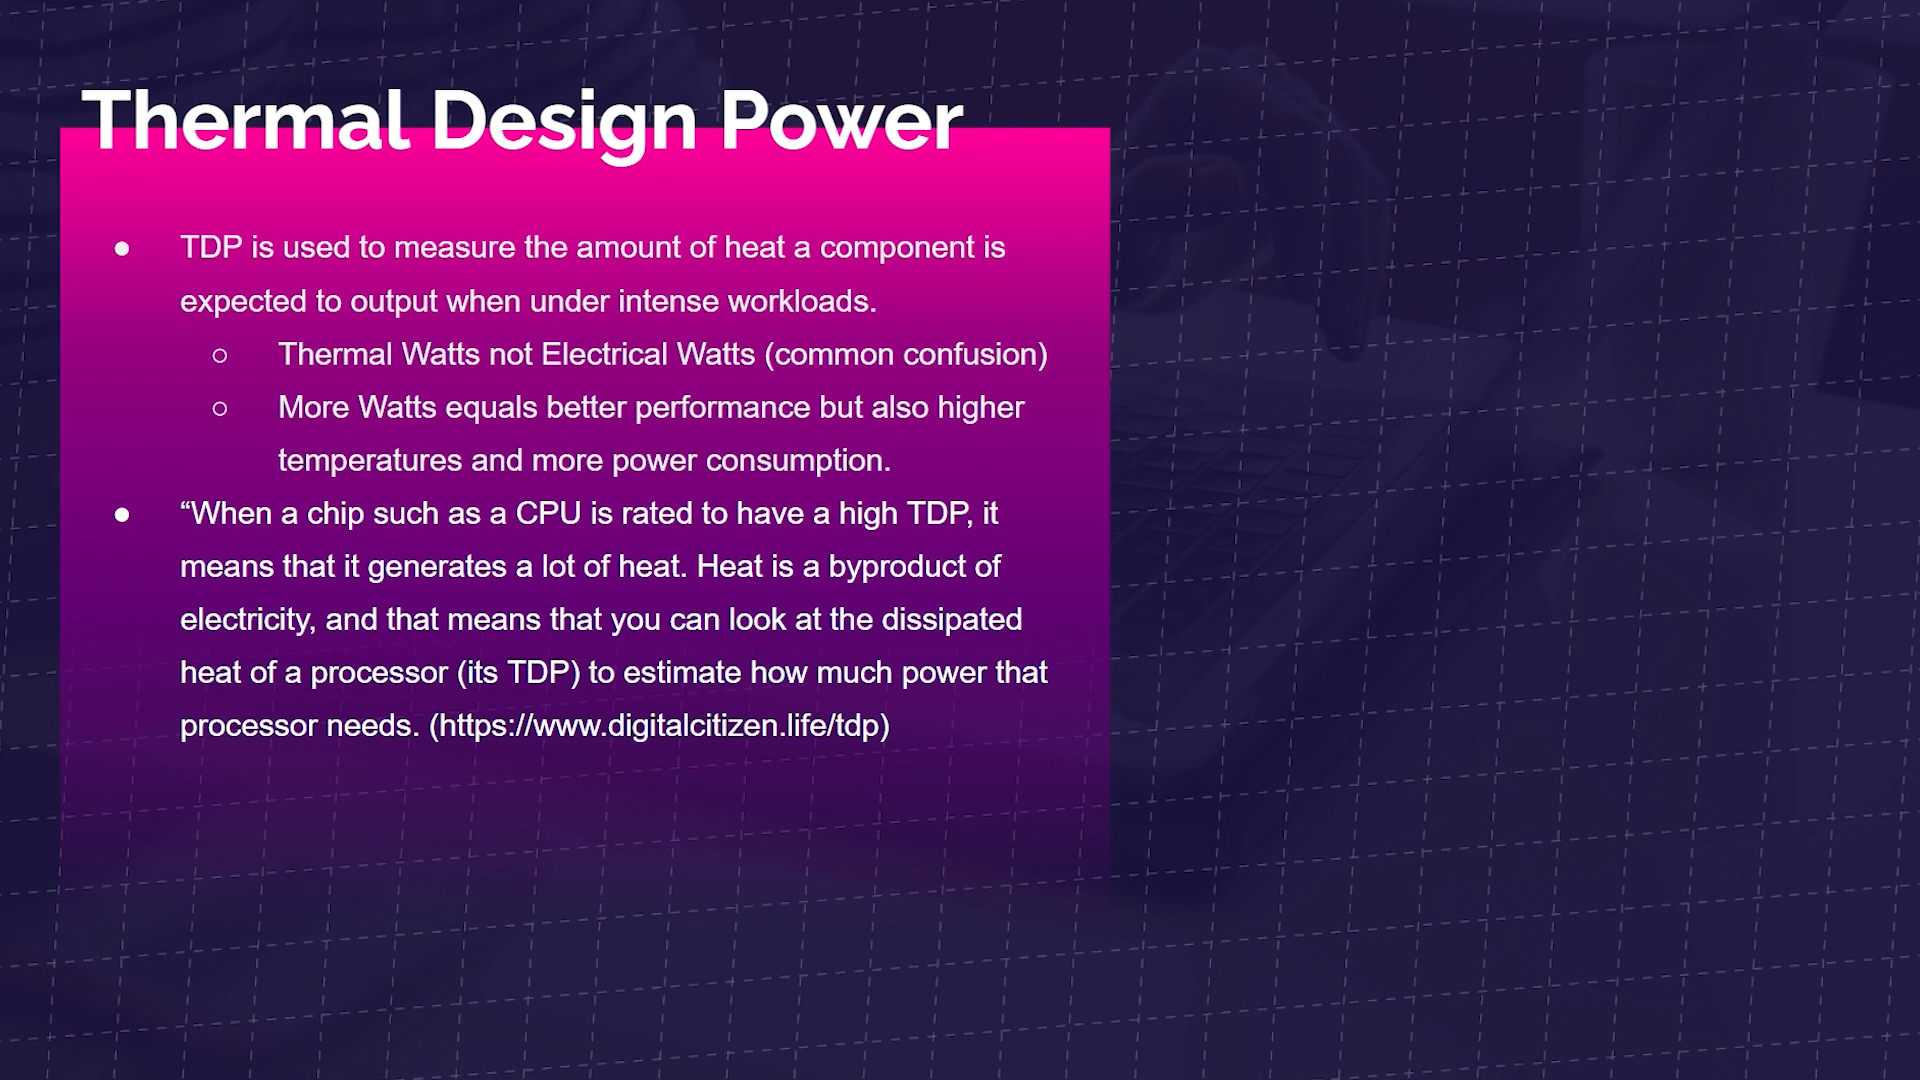 Thermal Design Power
● TDP is used to measure the amount of heat a component is
expected to output when under intense workloads.
○ Thermal Watts not Electrical Watts (common confusion)
○ More Watts equals better performance but also higher
temperatures and more power consumption.
● “When a chip such as a CPU is rated to have a high TDP, it
means that it generates a lot of heat. Heat is a byproduct of
electricity, and that means that you can look at the dissipated
heat of a processor (its TDP) to estimate how much power that
processor needs. (https://www.digitalcitizen.life/tdp)